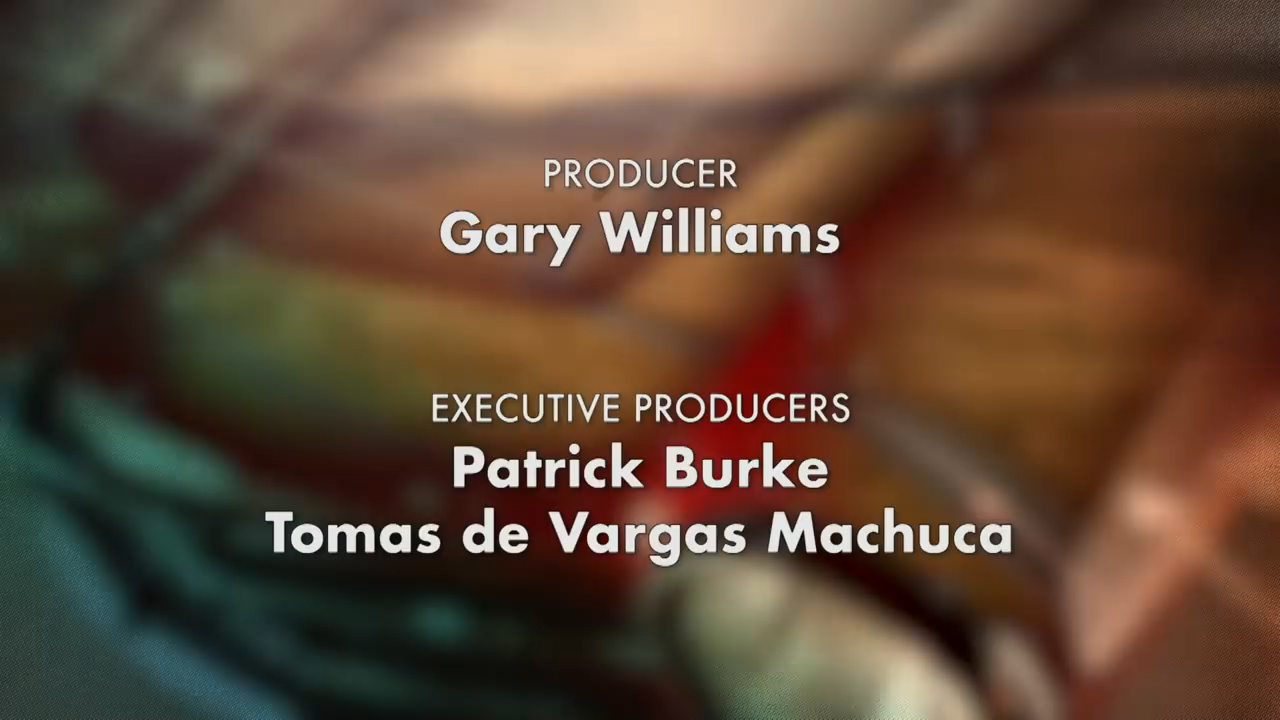 PRODUCER
Gary Williams
EXECUTIVE PRODUCERS
Patrick Burke
Tomas de Vargas Machuca